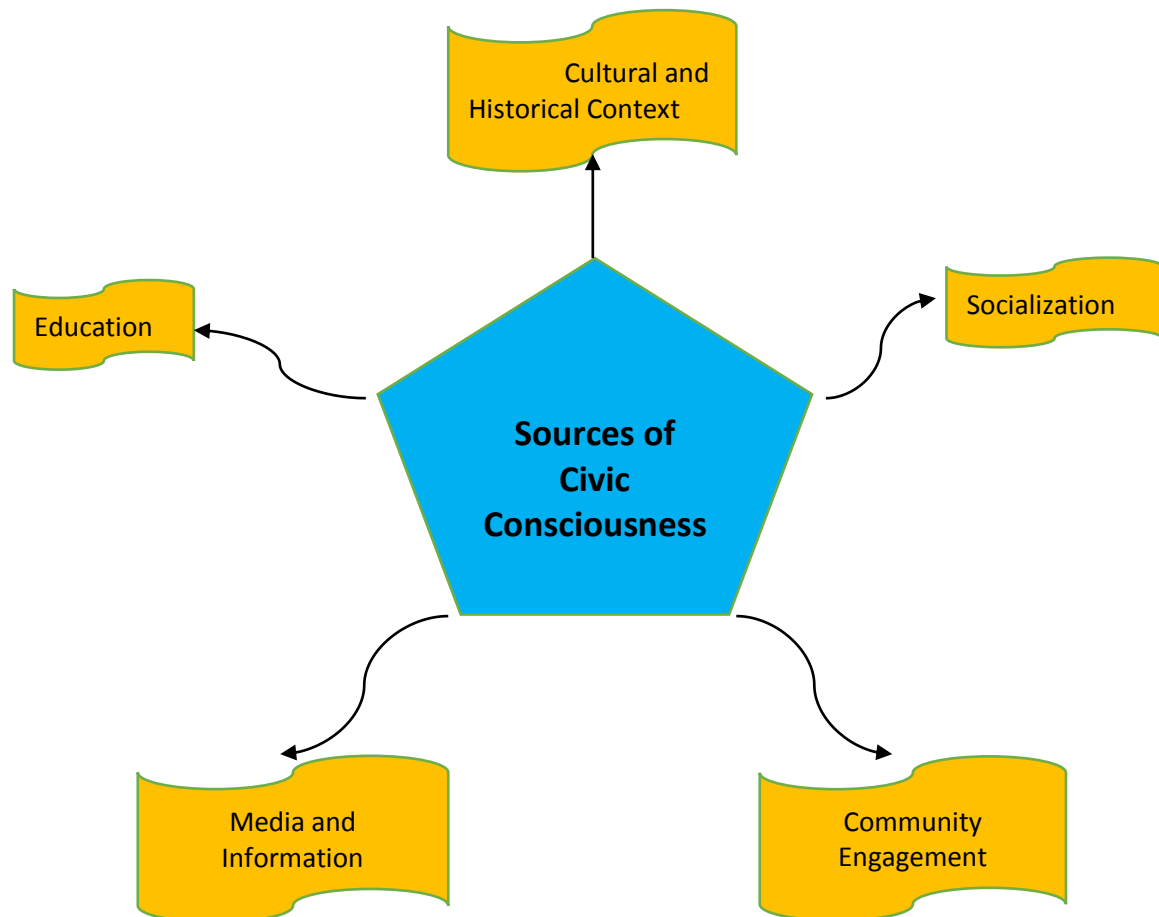 Cultural and
Historical Context
Education
Socialization
Sources of
Civic
Consciousness
Media and
Information
Community
Engagement